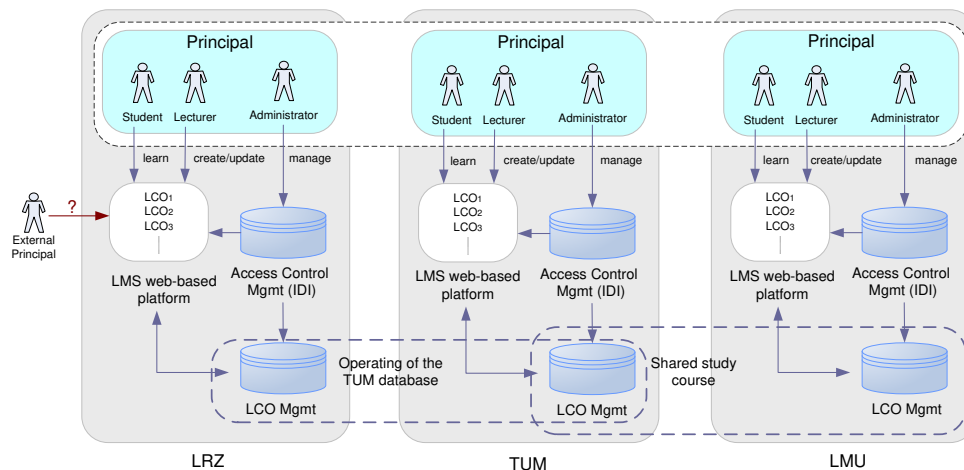 Principal
Student
Lecturer
Administrator
learn
create/update
manage
?
External
Principal
LCO1
LCO2
LCO3
LMS web-based
platform
Access Control
Mgmt (IDI)
LCO Mgmt
LRZ
Operating of the
TUM database
Principal
Student
Lecturer
Administrator
learn
create/update
manage
LCO1
LCO2
LCO3
LMS web-based
platform
Access Control
Mgmt (IDI)
LCO Mgmt
TUM
Shared study
course
Principal
Student
Lecturer
Administrator
learn
create/update
manage
LCO1
LCO2
LCO3
LMS web-based
platform
Access Control
Mgmt (IDI)
LCO Mgmt
LMU